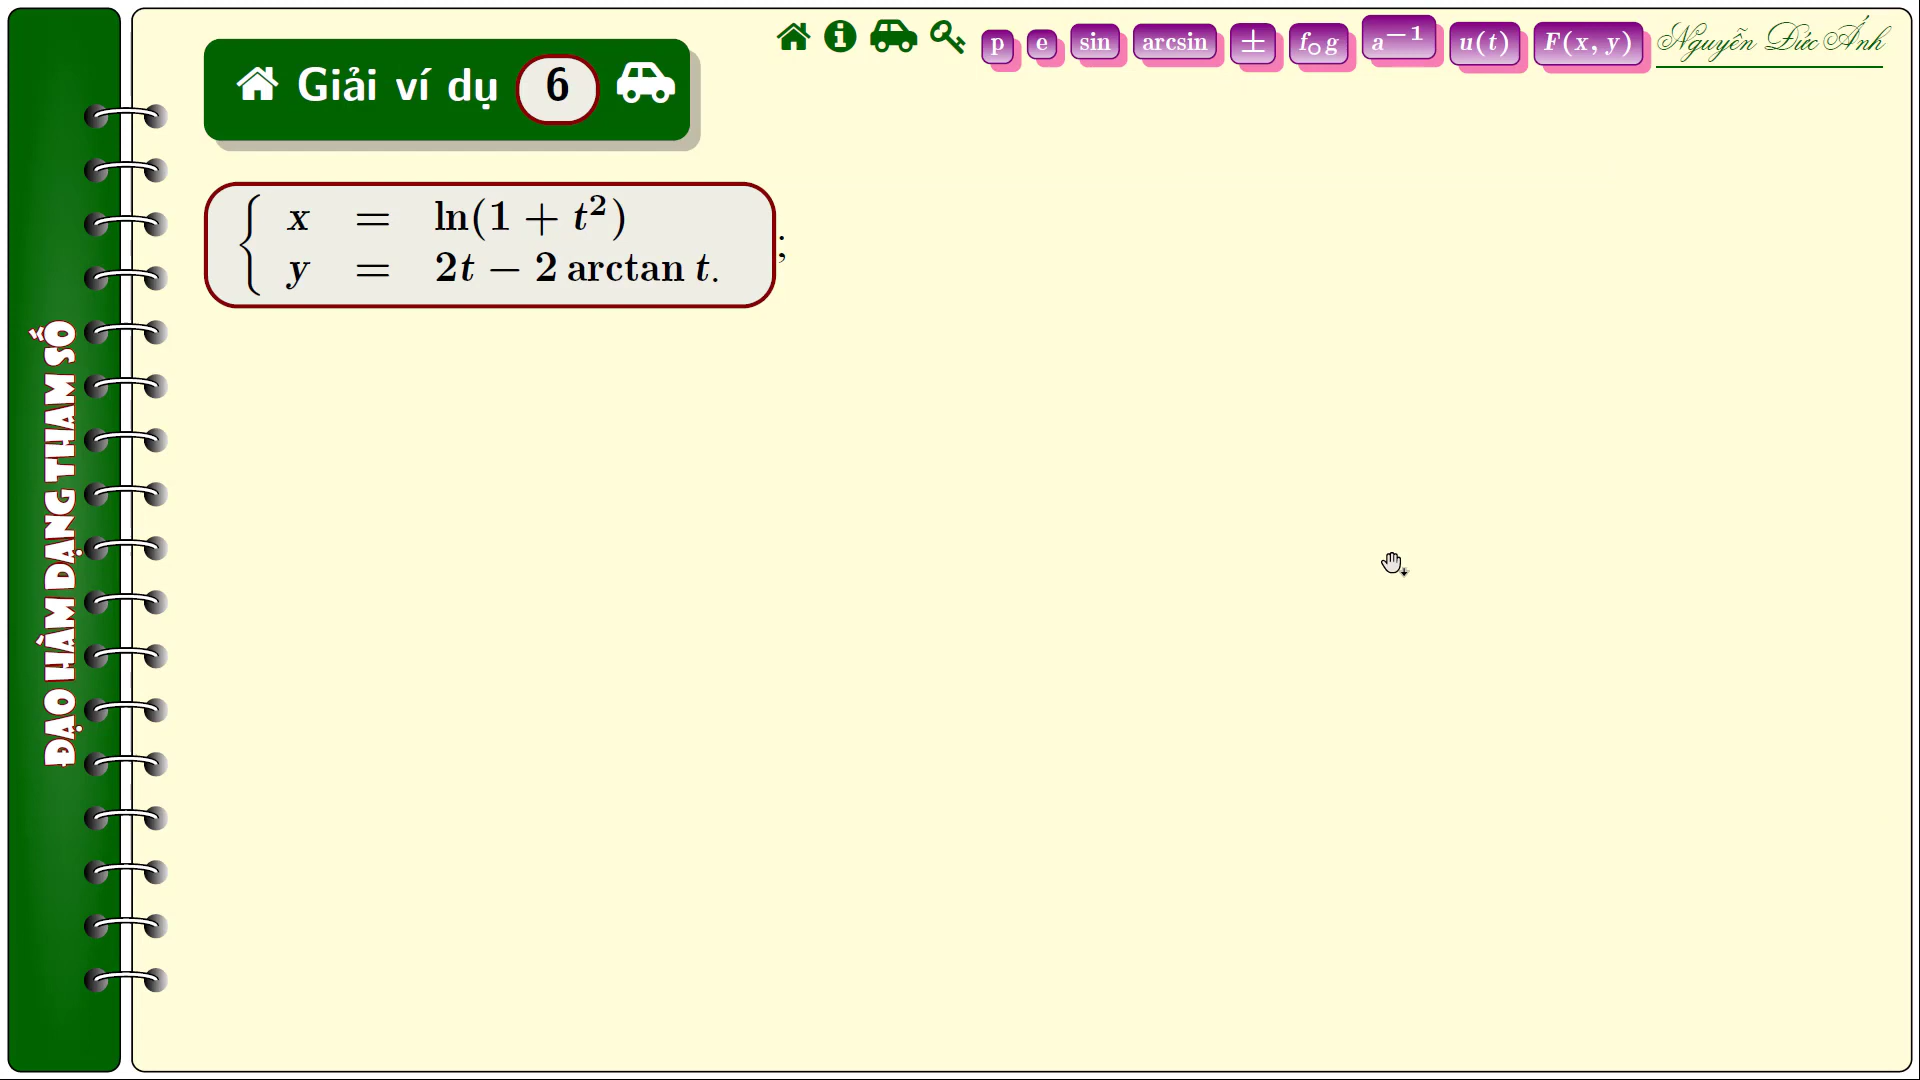 p e sin arcsin ± f∘g a⁻¹ u(t) F(x, y) Nguyễn Đức Ánh
Giải ví dụ 6
{ x = ln(1 + t²)
y = 2t − 2 arctan t. ;
ĐẠO HÀM DẠNG THAM SỐ